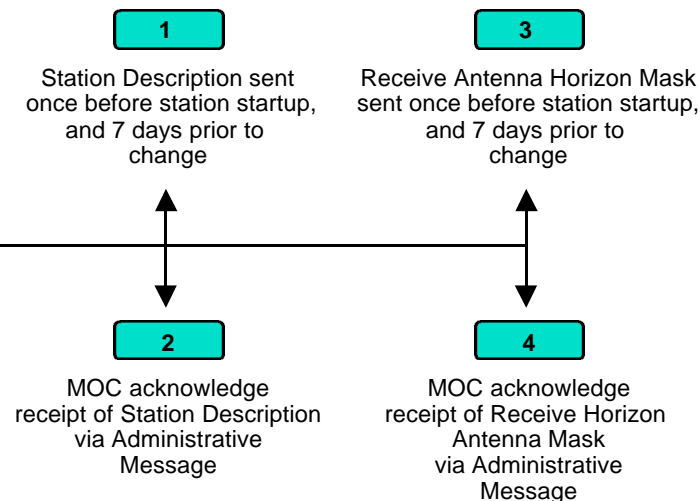 1
Station Description sent
once before station startup,
and 7 days prior to
change
3
Receive Antenna Horizon Mask
sent once before station startup,
and 7 days prior to
change
2
MOC acknowledge
receipt of Station Description
via Administrative
Message
4
MOC acknowledge
receipt of Receive Horizon
Antenna Mask
via Administrative
Message